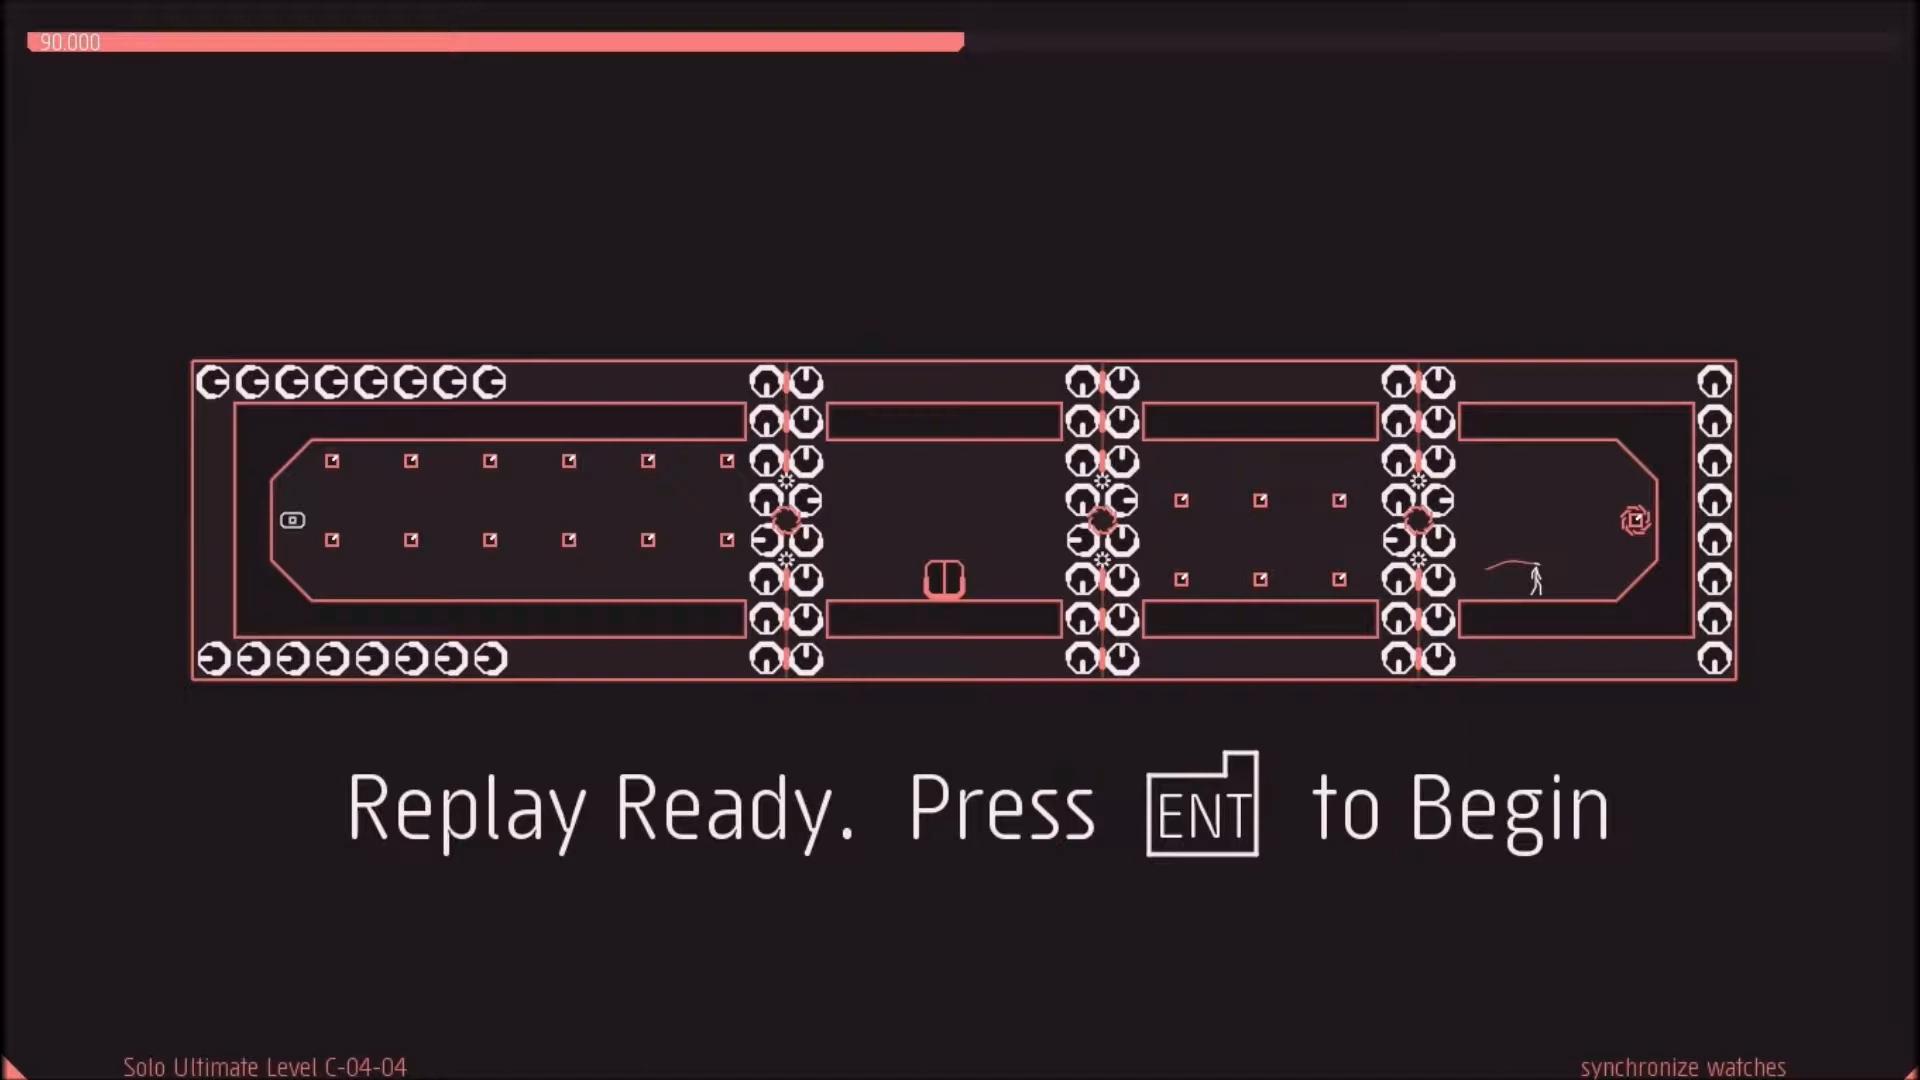 90.000
Replay Ready. Press ENT to Begin
Solo Ultimate Level C-04-04
synchronize watches